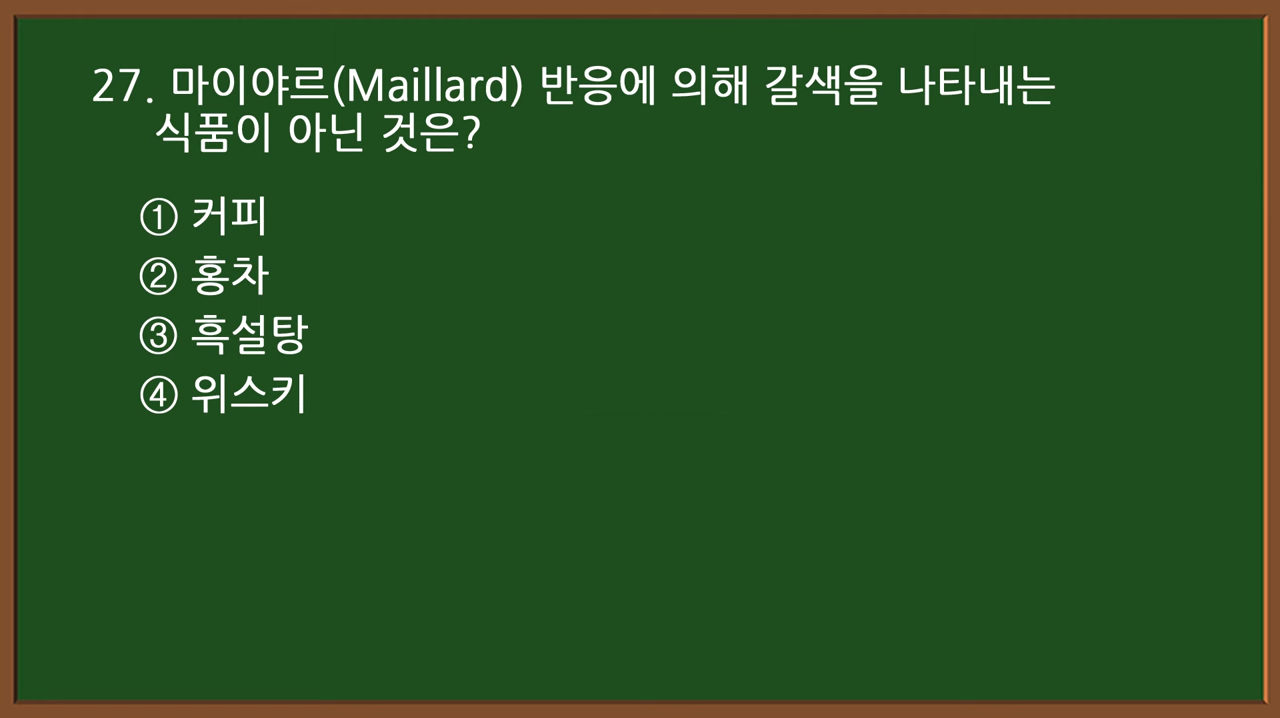 27. 마이야르(Maillard) 반응에 의해 갈색을 나타내는
식품이 아닌 것은?
① 커피
② 홍차
③ 흑설탕
④ 위스키